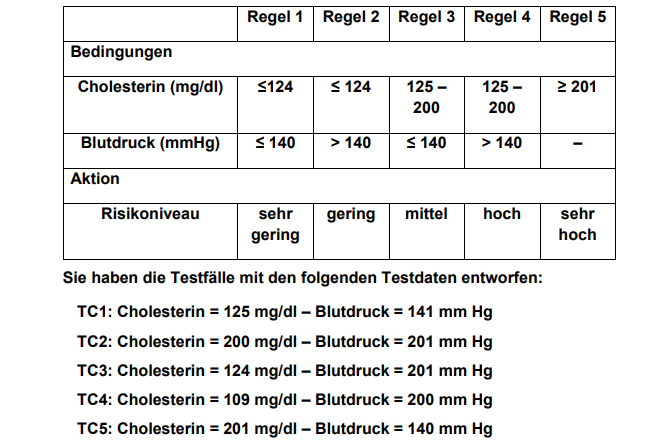 Regel 1 Regel 2 Regel 3 Regel 4 Regel 5
Bedingungen
Cholesterin (mg/dl) ≤124 ≤ 124 125 – 200 125 – 200 ≥ 201
Blutdruck (mmHg) ≤ 140 > 140 ≤ 140 > 140 –
Aktion
Risikoniveau sehr gering gering mittel hoch sehr hoch
Sie haben die Testfälle mit den folgenden Testdaten entworfen:
TC1: Cholesterin = 125 mg/dl – Blutdruck = 141 mm Hg
TC2: Cholesterin = 200 mg/dl – Blutdruck = 201 mm Hg
TC3: Cholesterin = 124 mg/dl – Blutdruck = 201 mm Hg
TC4: Cholesterin = 109 mg/dl – Blutdruck = 200 mm Hg
TC5: Cholesterin = 201 mg/dl – Blutdruck = 140 mm Hg